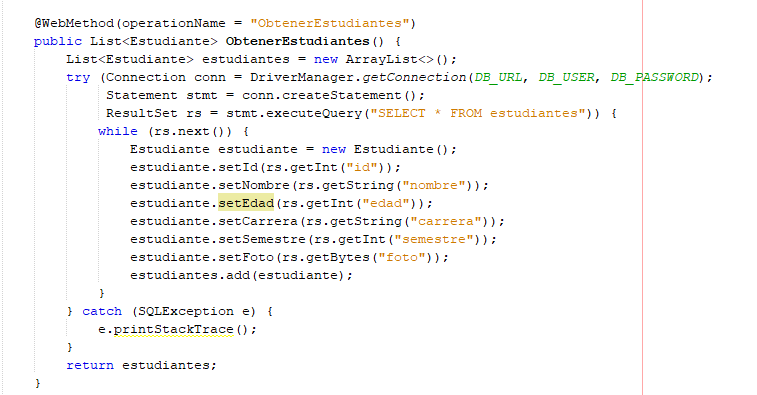 @WebMethod(operationName = "ObtenerEstudiantes")
public List<Estudiante> ObtenerEstudiantes() {
List<Estudiante> estudiantes = new ArrayList<>();
try (Connection conn = DriverManager.getConnection(DB_URL, DB_USER, DB_PASSWORD);
Statement stmt = conn.createStatement();
ResultSet rs = stmt.executeQuery("SELECT * FROM estudiantes")) {
while (rs.next()) {
Estudiante estudiante = new Estudiante();
estudiante.setId(rs.getInt("id"));
estudiante.setNombre(rs.getString("nombre"));
estudiante.setEdad(rs.getInt("edad"));
estudiante.setCarrera(rs.getString("carrera"));
estudiante.setSemestre(rs.getInt("semestre"));
estudiante.setFoto(rs.getBytes("foto"));
estudiantes.add(estudiante);
}
} catch (SQLException e) {
e.printStackTrace();
}
return estudiantes;
}